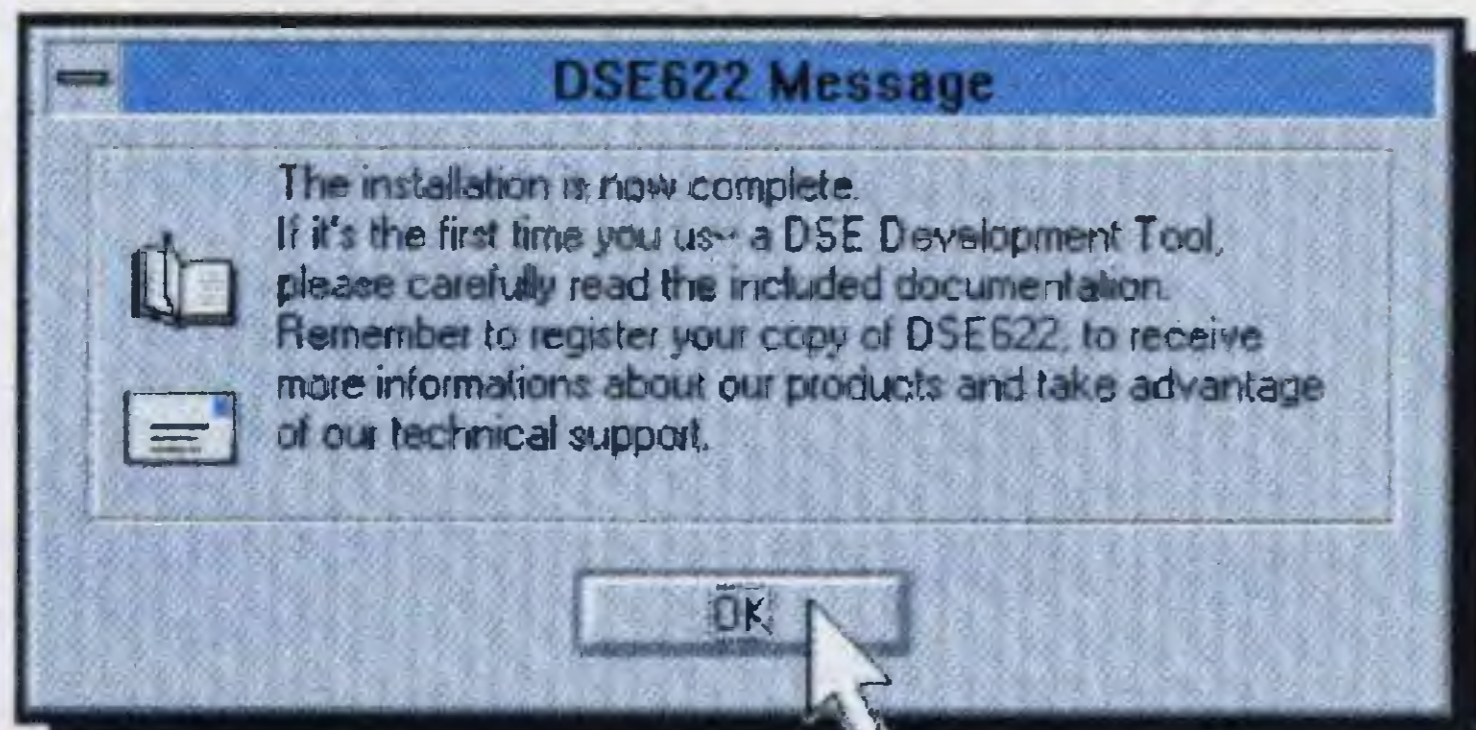 DSE622 Message
The installation is now complete.
If it's the first time you use a DSE Development Tool,
please carefully read the included documentation.
Remember to register your copy of DSE622, to receive
more informations about our products and take advantage
of our technical support.
OK